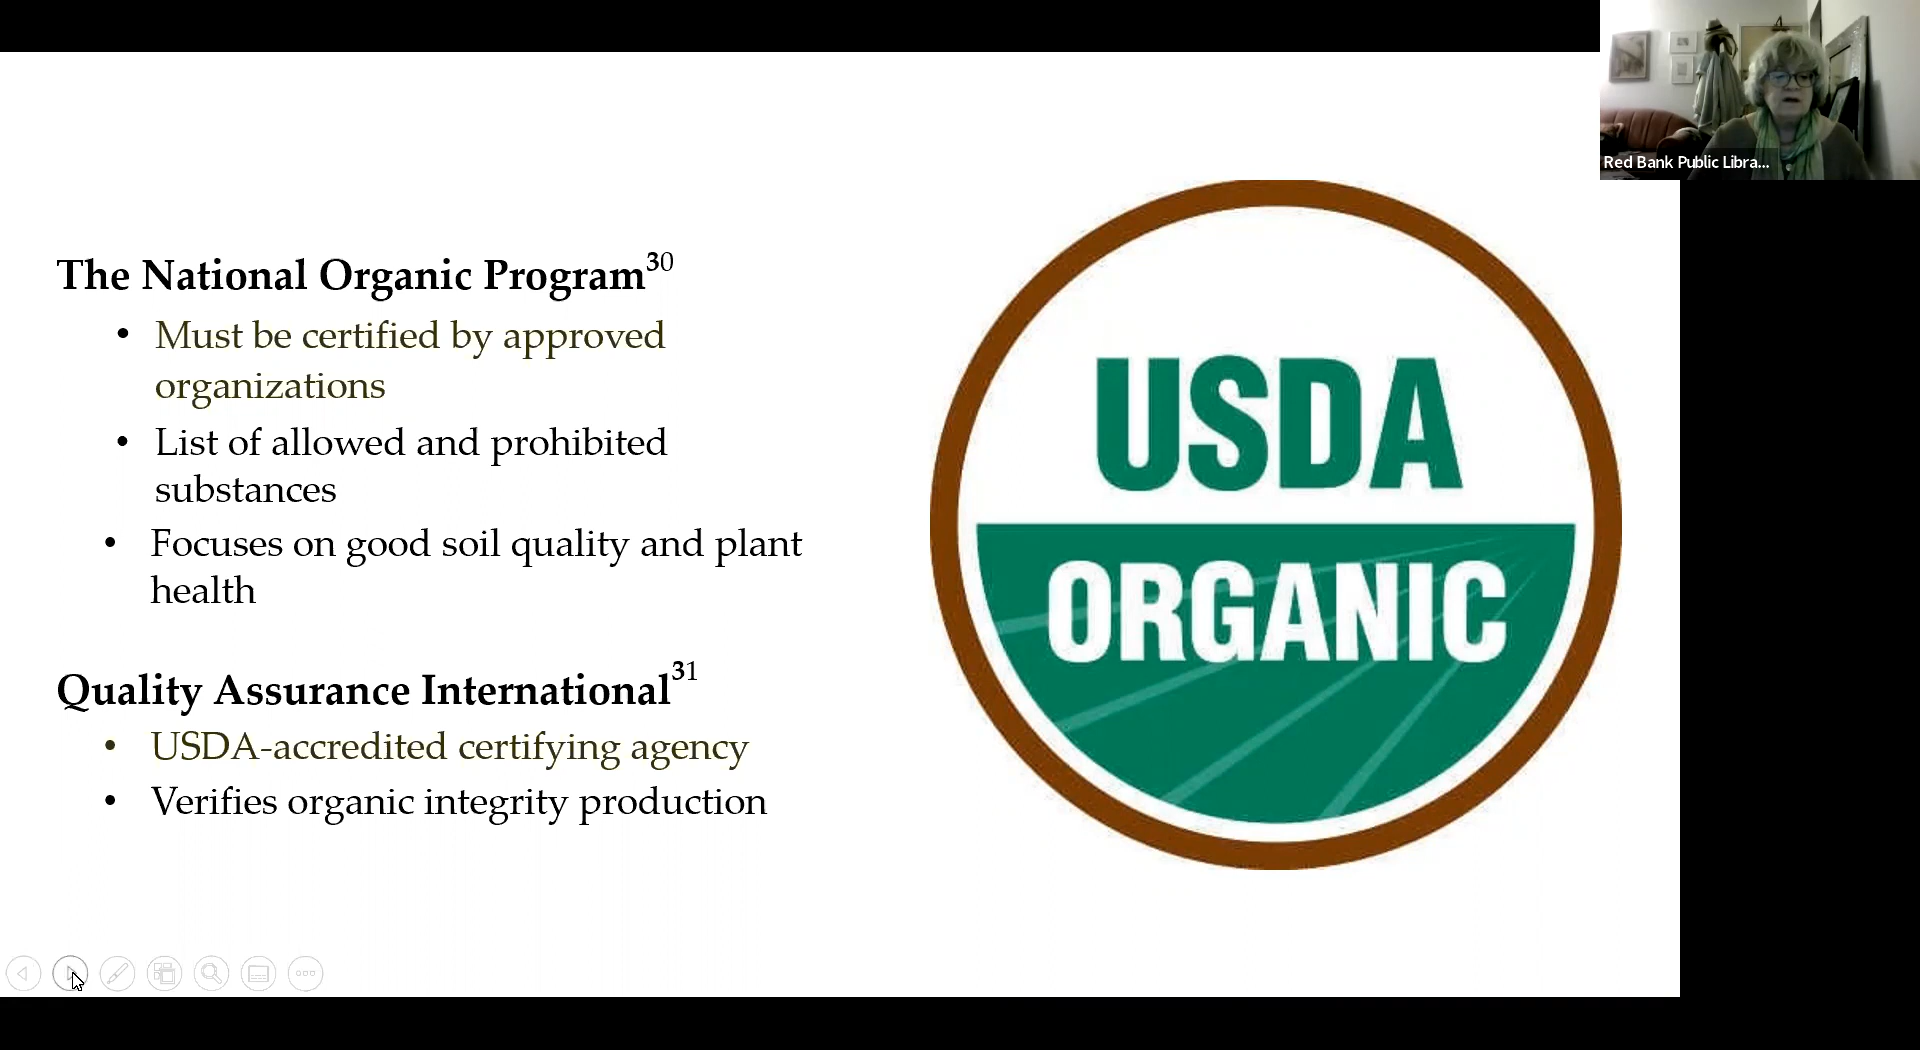 The National Organic Program30
• Must be certified by approved
organizations
• List of allowed and prohibited
substances
• Focuses on good soil quality and plant
health
Quality Assurance International31
• USDA-accredited certifying agency
• Verifies organic integrity production
USDA
ORGANIC
Red Bank Public Libra...